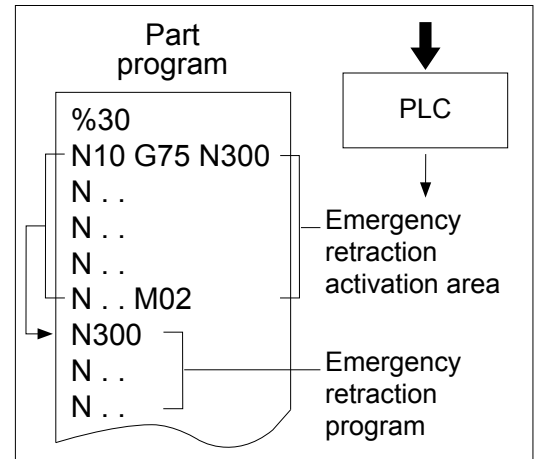 Part
program
%30
N10 G75 N300
N . .
N . .
N . .
N . . M02
N300
N . .
N . .
PLC
Emergency
retraction
activation area
Emergency
retraction
program